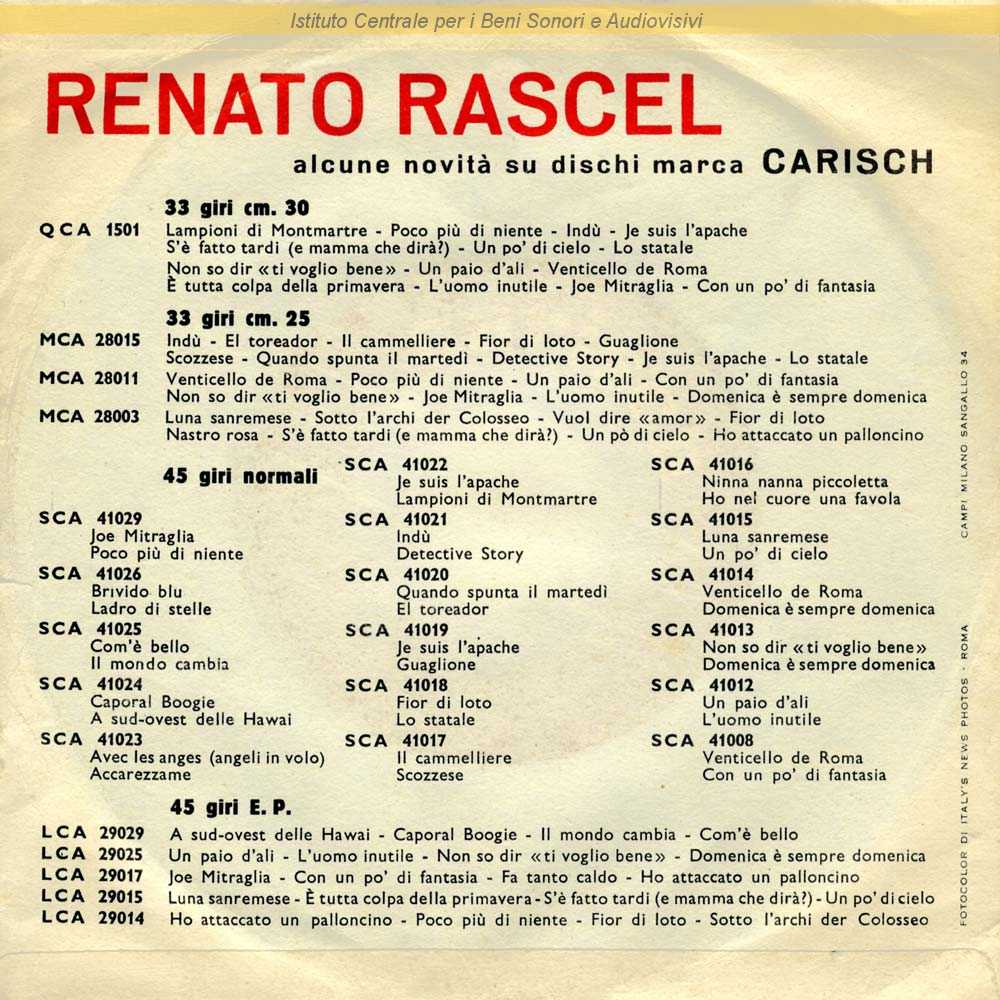 Istituto Centrale per i Beni Sonori e Audiovisivi
RENATO RASCEL
alcune novità su dischi marca CARISCH
33 giri cm. 30
QCA 1501 Lampioni di Montmartre - Poco più di niente - Indù - Je suis l'apache
S'è fatto tardi (e mamma che dirà?) - Un po' di cielo - Lo statale
Non so dir «ti voglio bene» - Un paio d'ali - Venticello de Roma
È tutta colpa della primavera - L'uomo inutile - Joe Mitraglia - Con un po' di fantasia
33 giri cm. 25
MCA 28015 Indù - El toreador - Il cammelliere - Fior di loto - Guaglione
Scozzese - Quando spunta il martedì - Detective Story - Je suis l'apache - Lo statale
MCA 28011 Venticello de Roma - Poco più di niente - Un paio d'ali - Con un po' di fantasia
Non so dir «ti voglio bene» - Joe Mitraglia - L'uomo inutile - Domenica è sempre domenica
MCA 28003 Luna sanremese - Sotto l'archi der Colosseo - Vuol dire «amor» - Fior di loto
Nastro rosa - S'è fatto tardi (e mamma che dirà?) - Un pò di cielo - Ho attaccato un palloncino
45 giri normali
SCA 41029
Joe Mitraglia
Poco più di niente
SCA 41026
Brivido blu
Ladro di stelle
SCA 41025
Com'è bello
Il mondo cambia
SCA 41024
Caporal Boogie
A sud-ovest delle Hawai
SCA 41023
Avec les anges (angeli in volo)
Accarezzame
SCA 41022
Je suis l'apache
Lampioni di Montmartre
SCA 41021
Indù
Detective Story
SCA 41020
Quando spunta il martedì
El toreador
SCA 41019
Je suis l'apache
Guaglione
SCA 41018
Fior di loto
Lo statale
SCA 41017
Il cammelliere
Scozzese
SCA 41016
Ninna nanna piccoletta
Ho nel cuore una favola
SCA 41015
Luna sanremese
Un po' di cielo
SCA 41014
Venticello de Roma
Domenica è sempre domenica
SCA 41013
Non so dir «ti voglio bene»
Domenica è sempre domenica
SCA 41012
Un paio d'ali
L'uomo inutile
SCA 41008
Venticello de Roma
Con un po' di fantasia
45 giri E.P.
LCA 29029 A sud-ovest delle Hawai - Caporal Boogie - Il mondo cambia - Com'è bello
LCA 29025 Un paio d'ali - L'uomo inutile - Non so dir «ti voglio bene» - Domenica è sempre domenica
LCA 29017 Joe Mitraglia - Con un po' di fantasia - Fa tanto caldo - Ho attaccato un palloncino
LCA 29015 Luna sanremese - È tutta colpa della primavera - S'è fatto tardi (e mamma che dirà?) - Un po' di cielo
LCA 29014 Ho attaccato un palloncino - Poco più di niente - Fior di loto - Sotto l'archi der Colosseo
FOTOCOLOR DI ITALY'S NEWS PHOTOS - ROMA
CAMPI MILANO SANGALLO 34